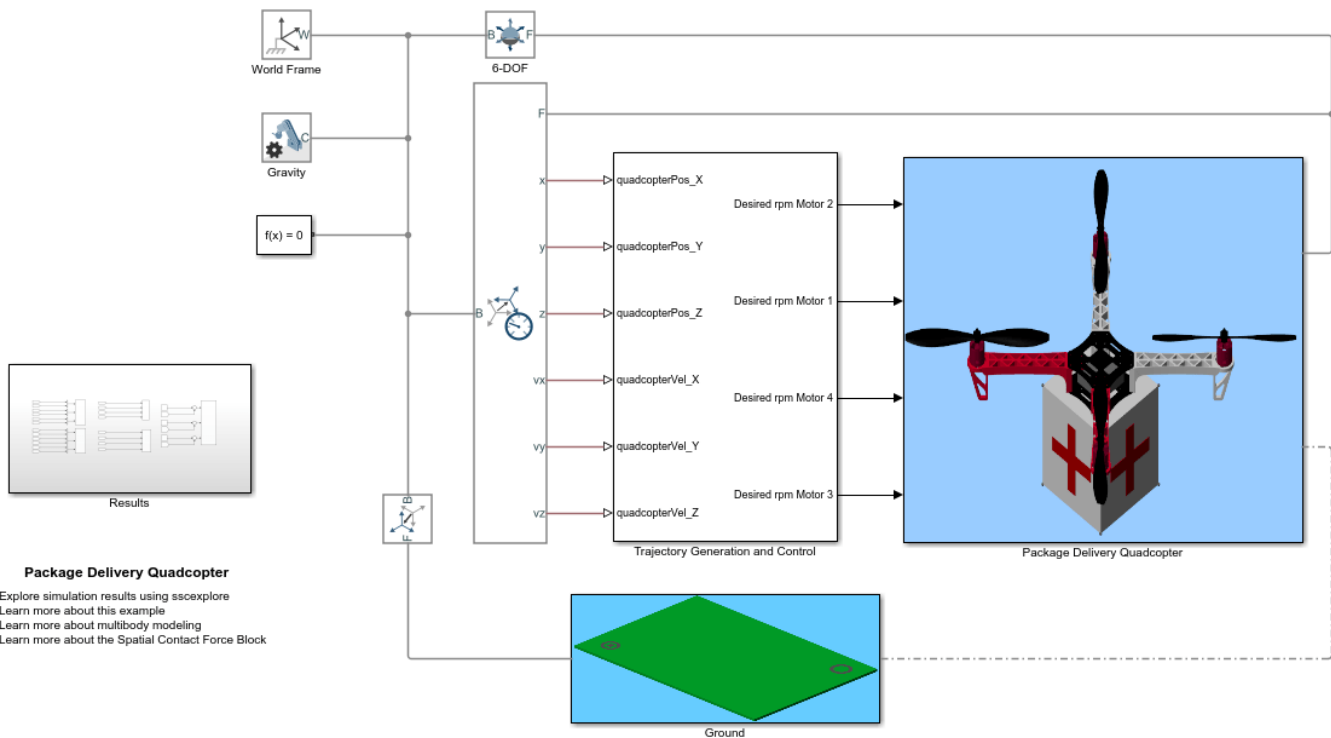 W
World Frame
B
F
6-DOF
C
Gravity
f(x) = 0
F
x
y
z
vx
vy
vz
B
quadcopterPos_X
quadcopterPos_Y
quadcopterPos_Z
quadcopterVel_X
quadcopterVel_Y
quadcopterVel_Z
Desired rpm Motor 2
Desired rpm Motor 1
Desired rpm Motor 4
Desired rpm Motor 3
Trajectory Generation and Control
Package Delivery Quadcopter
Results
B
F
Package Delivery Quadcopter
Explore simulation results using sscexplore
Learn more about this example
Learn more about multibody modeling
Learn more about the Spatial Contact Force Block
Ground